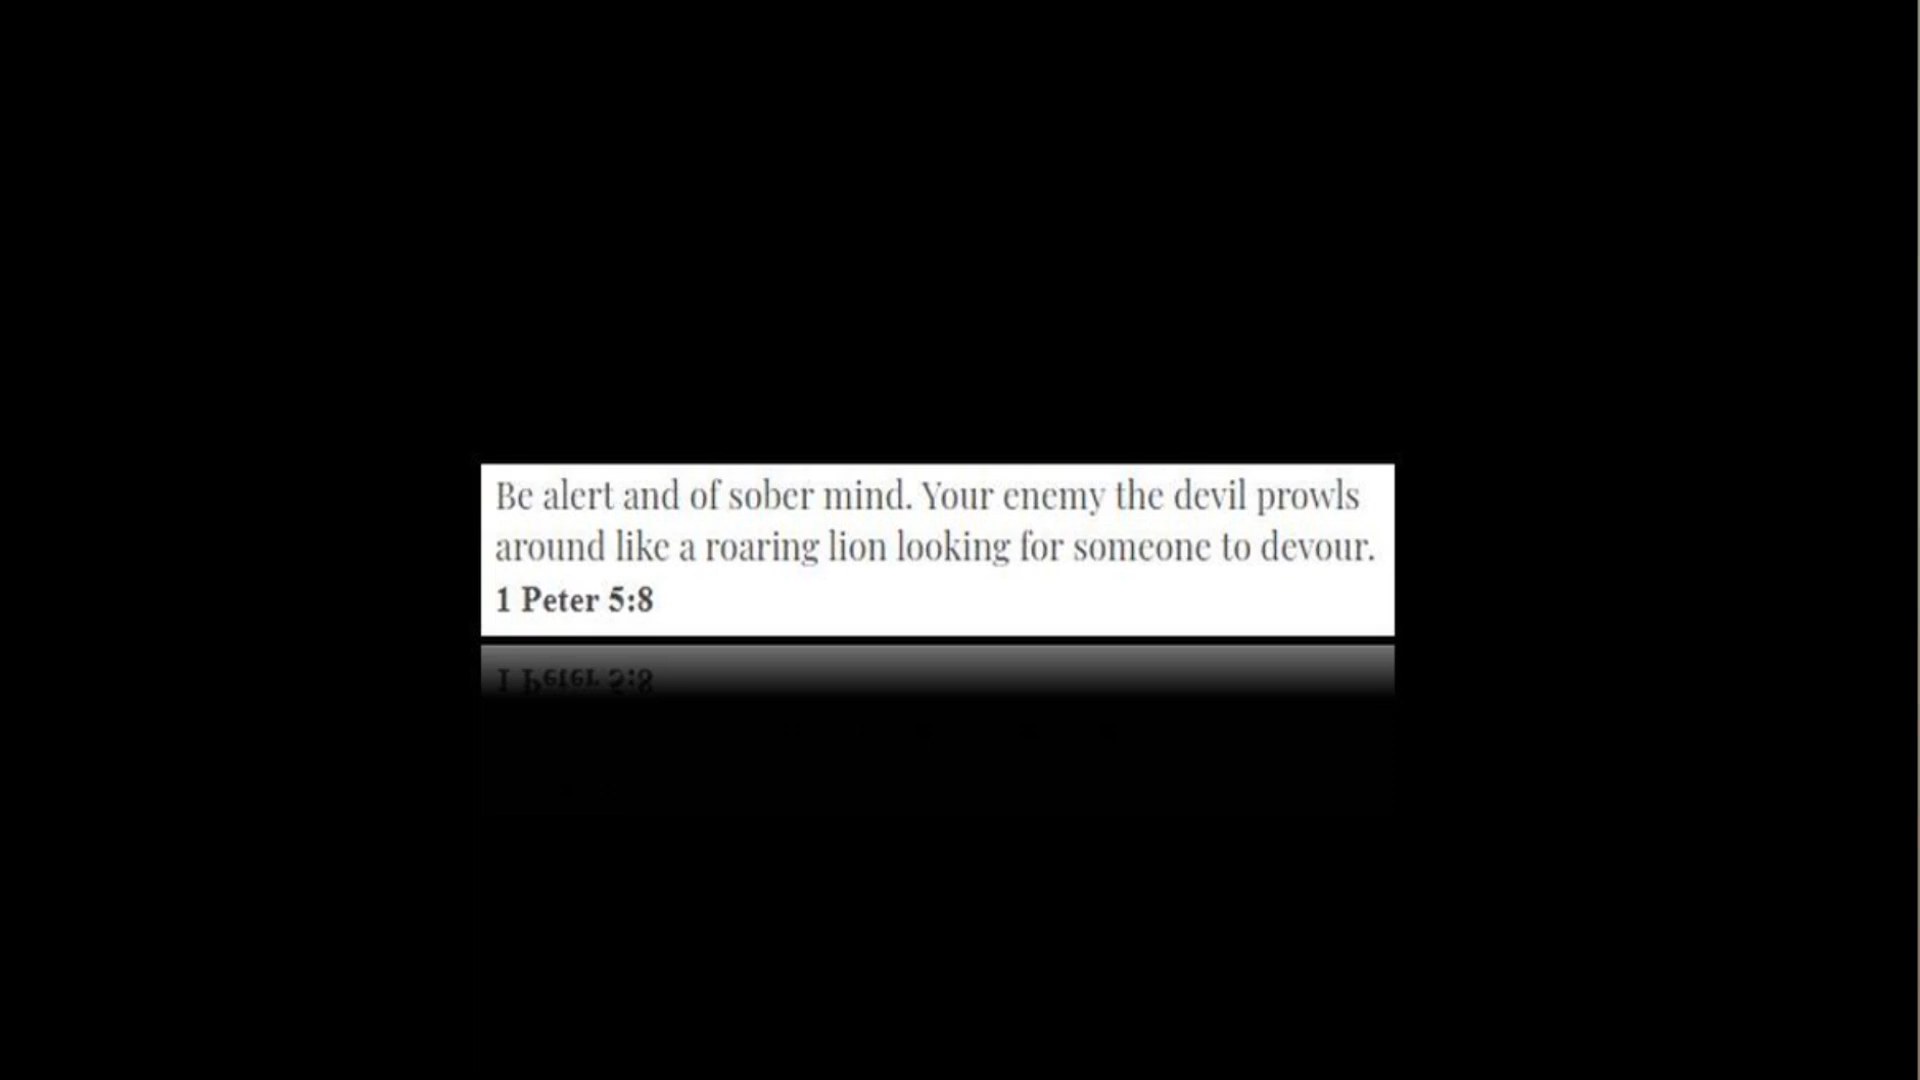 Be alert and of sober mind. Your enemy the devil prowls
around like a roaring lion looking for someone to devour.
1 Peter 5:8